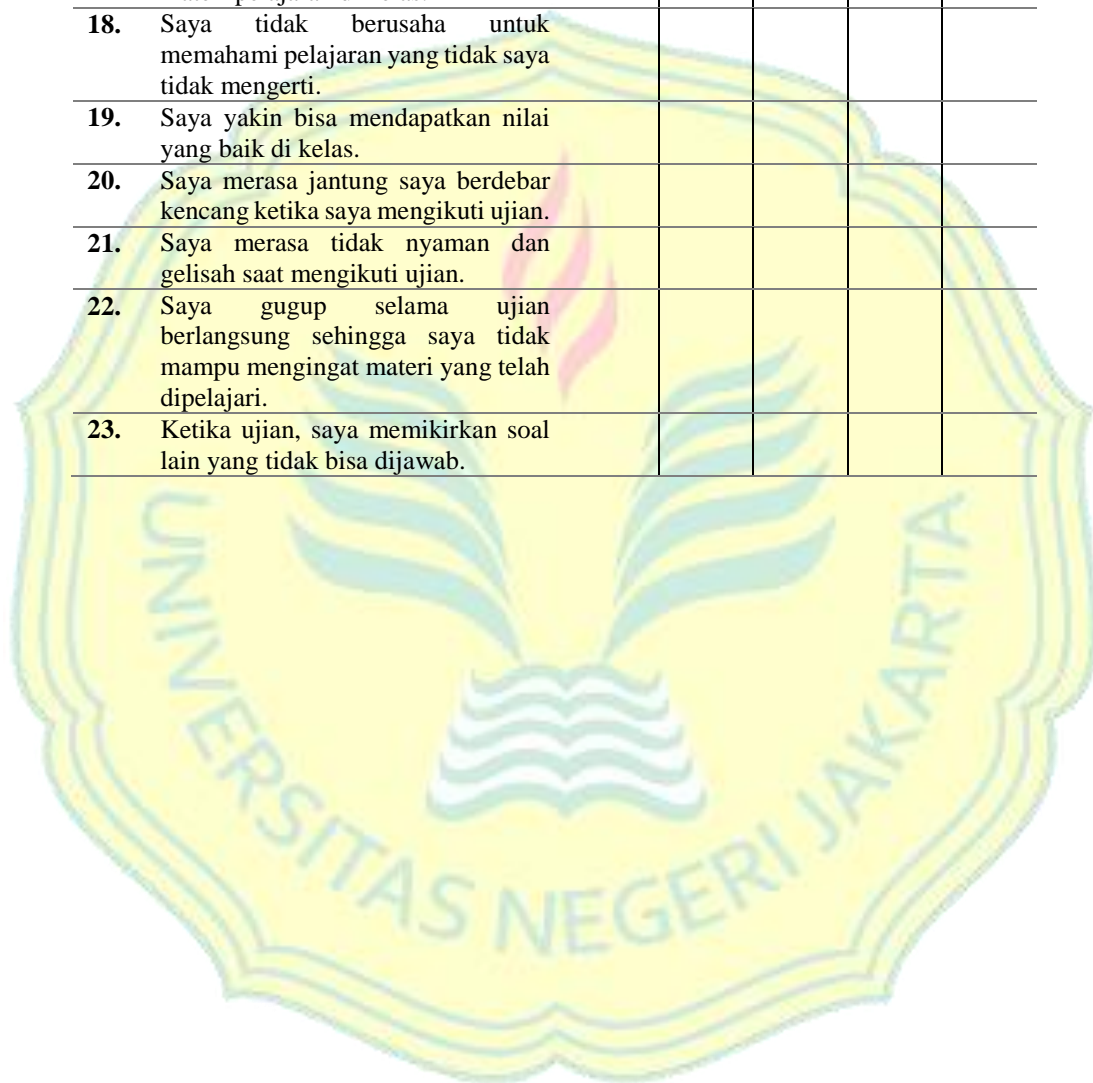 18. Saya tidak berusaha untuk
memahami pelajaran yang tidak saya
tidak mengerti.
19. Saya yakin bisa mendapatkan nilai
yang baik di kelas.
20. Saya merasa jantung saya berdebar
kencang ketika saya mengikuti ujian.
21. Saya merasa tidak nyaman dan
gelisah saat mengikuti ujian.
22. Saya gugup selama ujian
berlangsung sehingga saya tidak
mampu mengingat materi yang telah
dipelajari.
23. Ketika ujian, saya memikirkan soal
lain yang tidak bisa dijawab.
UNIVERSITAS NEGERI JAKARTA